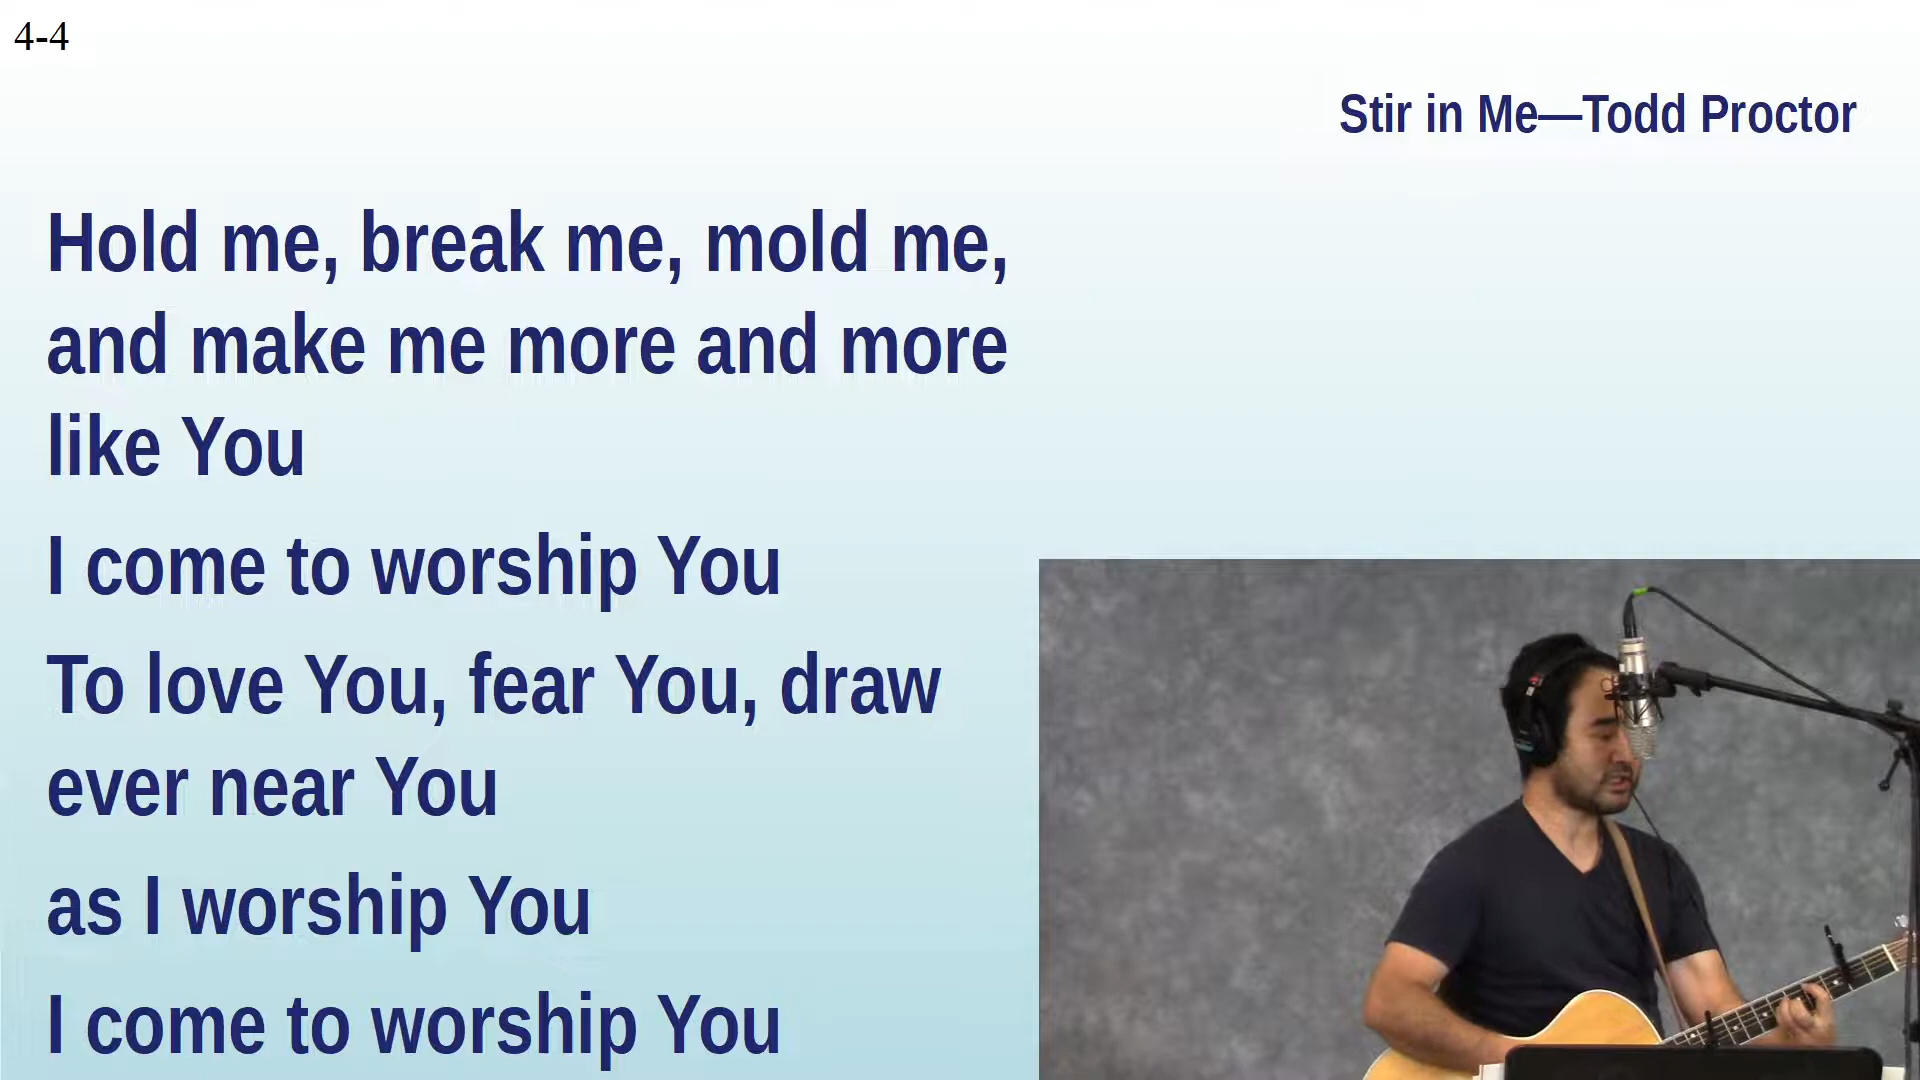 4-4
Stir in Me—Todd Proctor
Hold me, break me, mold me,
and make me more and more
like You
I come to worship You
To love You, fear You, draw
ever near You
as I worship You
I come to worship You